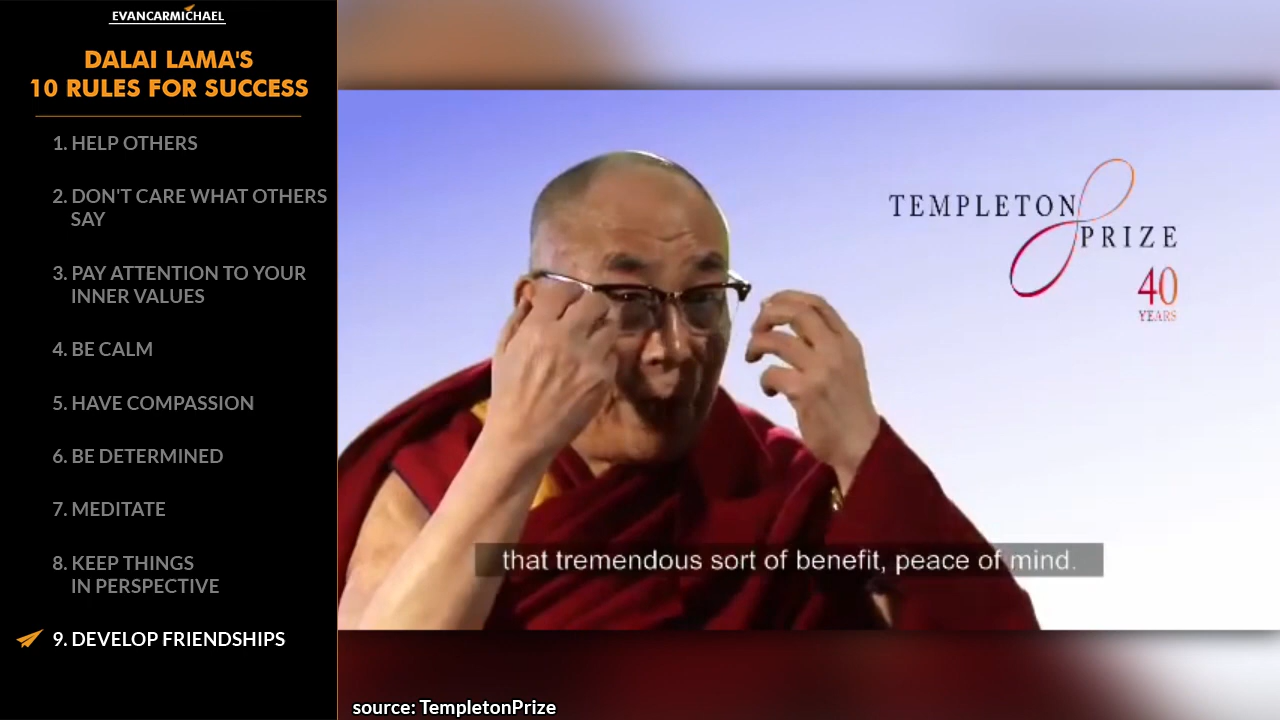 EVANCARMICHAEL
DALAI LAMA'S
10 RULES FOR SUCCESS
1. HELP OTHERS
2. DON'T CARE WHAT OTHERS
SAY
3. PAY ATTENTION TO YOUR
INNER VALUES
4. BE CALM
5. HAVE COMPASSION
6. BE DETERMINED
7. MEDITATE
8. KEEP THINGS
IN PERSPECTIVE
9. DEVELOP FRIENDSHIPS
TEMPLETON
PRIZE
40
YEARS
that tremendous sort of benefit, peace of mind.
source: TempletonPrize